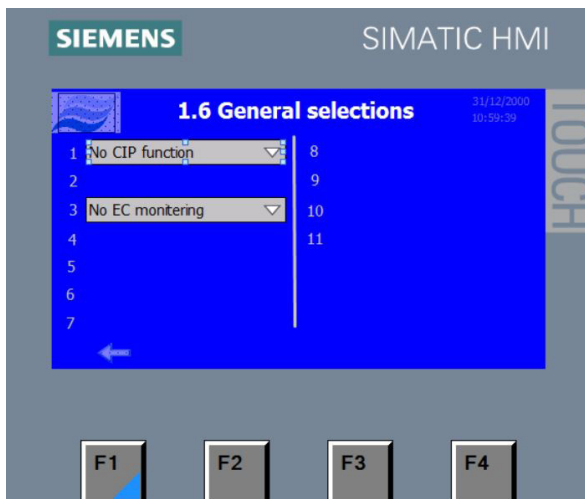 SIEMENS
SIMATIC HMI
TOUCH
1.6 General selections
31/12/2000
10:59:39
1 No CIP function
2
3 No EC monitering
4
5
6
7
8
9
10
11
F1
F2
F3
F4